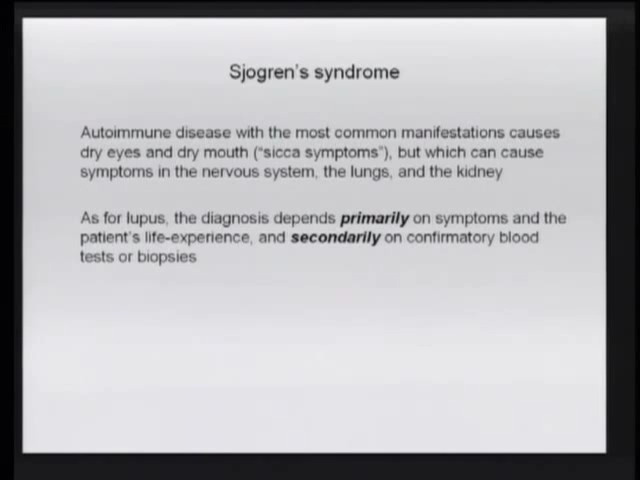 Sjogren's syndrome
Autoimmune disease with the most common manifestations causes
dry eyes and dry mouth ("sicca symptoms"), but which can cause
symptoms in the nervous system, the lungs, and the kidney
As for lupus, the diagnosis depends primarily on symptoms and the
patient's life-experience, and secondarily on confirmatory blood
tests or biopsies